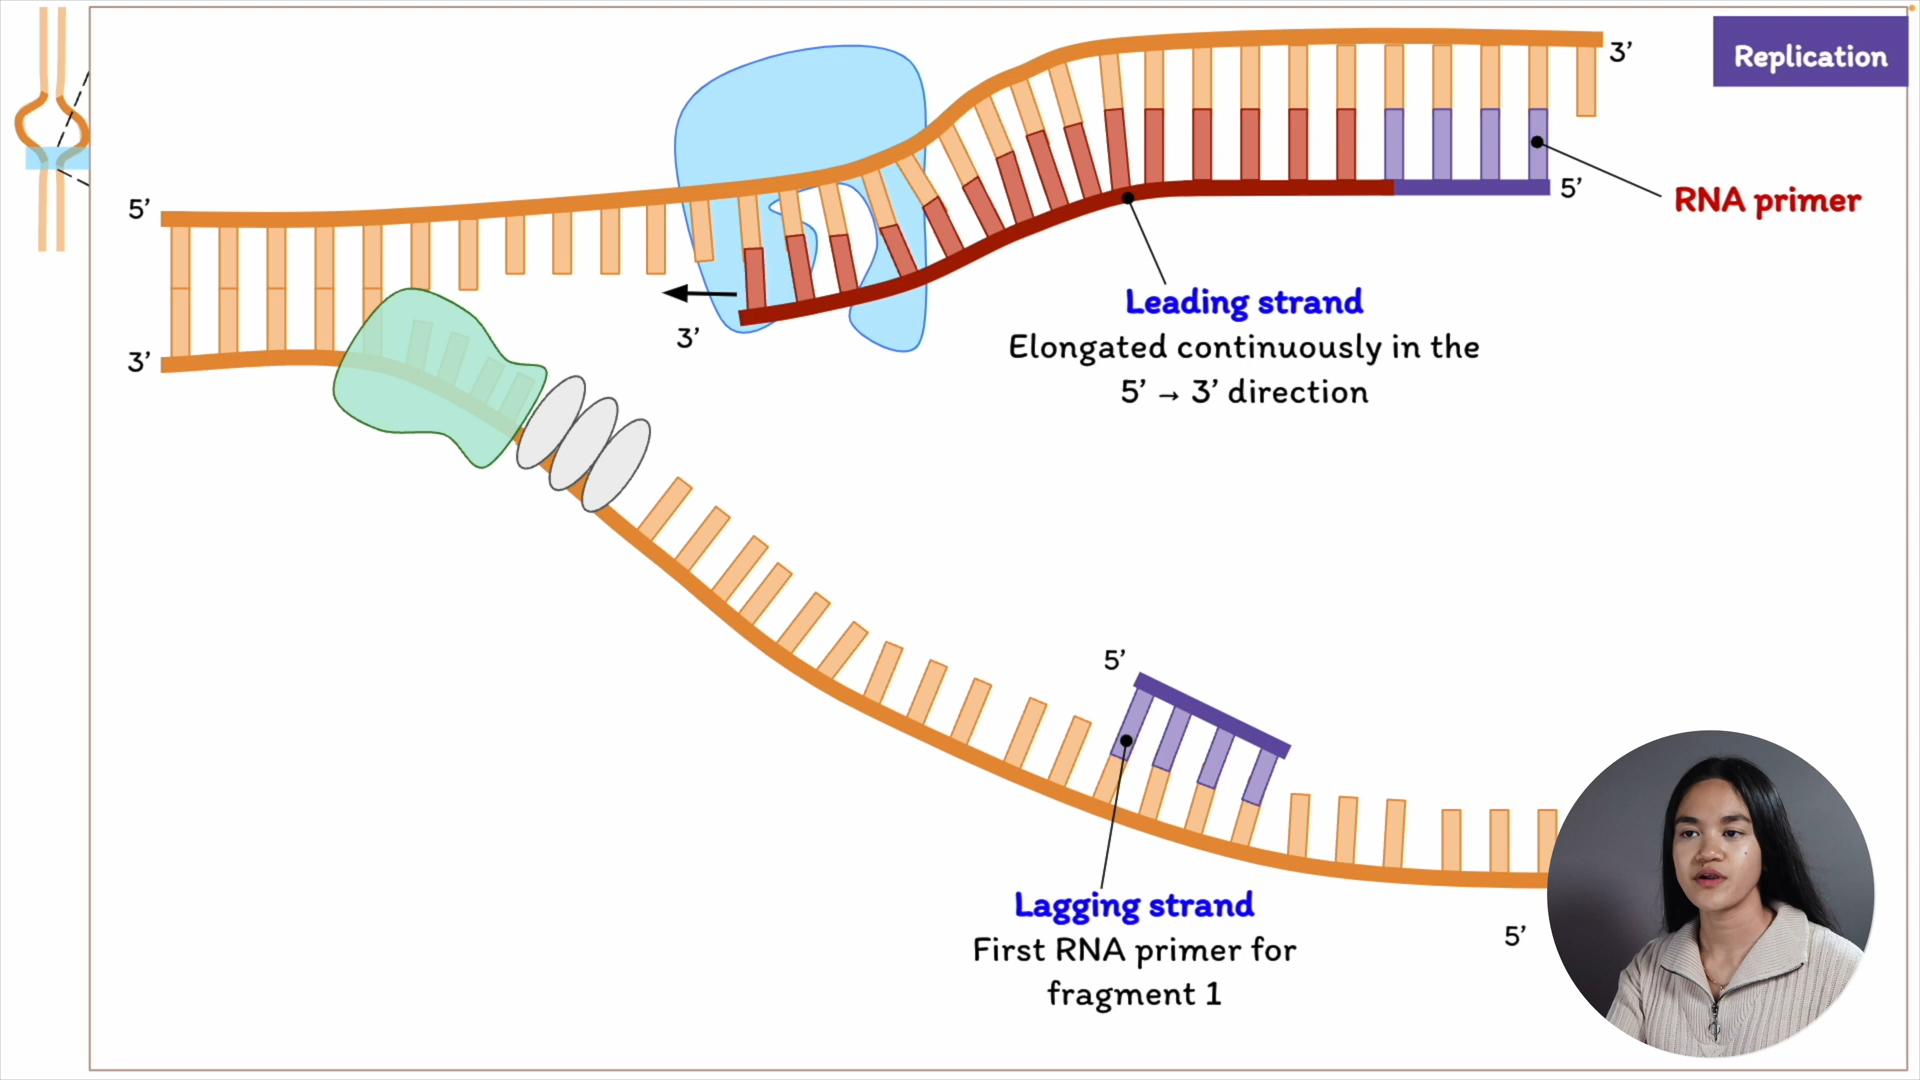 Replication
3’
5’
RNA primer
5’
3’
3’
Leading strand
Elongated continuously in the
5’ → 3’ direction
5’
Lagging strand
First RNA primer for
fragment 1
5’